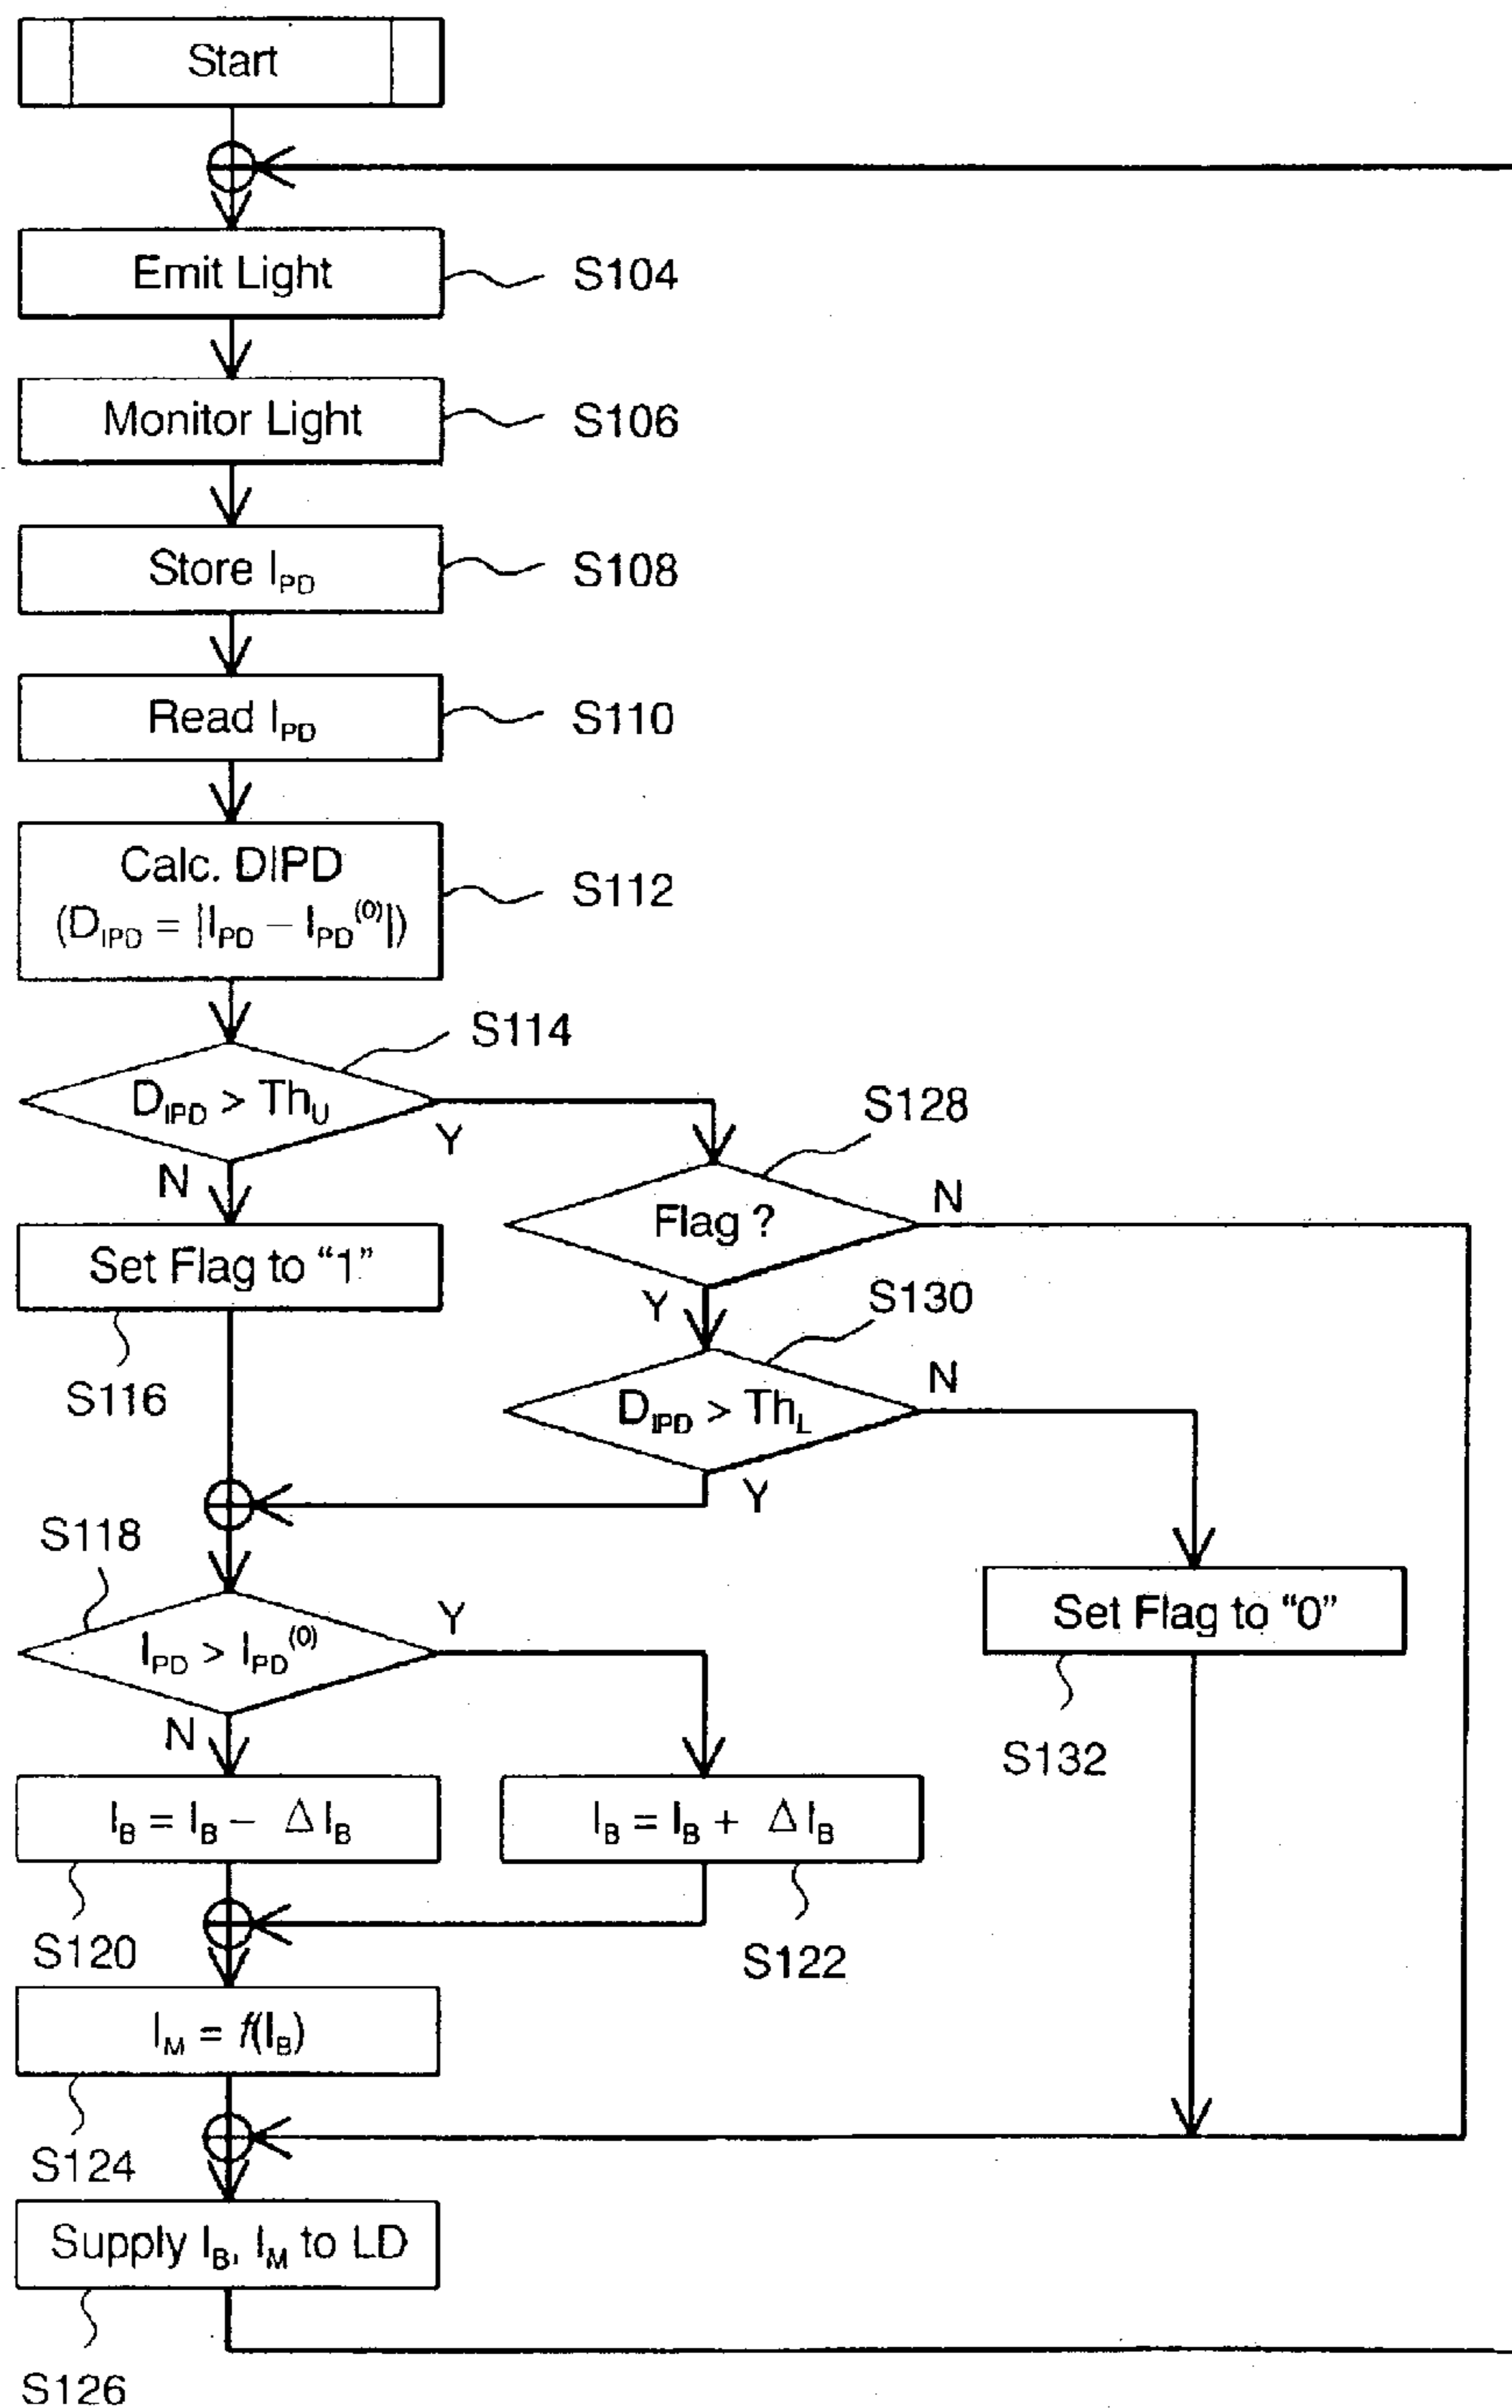 Start
Emit Light
S104
Monitor Light
S106
Store I_PD
S108
Read I_PD
S110
Calc. DIPD
(D_IPD = |I_PD − I_PD^(0)|)
S112
S114
D_IPD > Th_U
Y
N
S128
Flag ?
N
Y
Set Flag to “1”
S116
S130
D_IPD > Th_L
N
Y
S118
I_PD > I_PD^(0)
Y
N
Set Flag to “0”
S132
I_B = I_B − Δ I_B
S120
I_B = I_B + Δ I_B
S122
I_M = f(I_B)
S124
Supply I_B, I_M to LD
S126